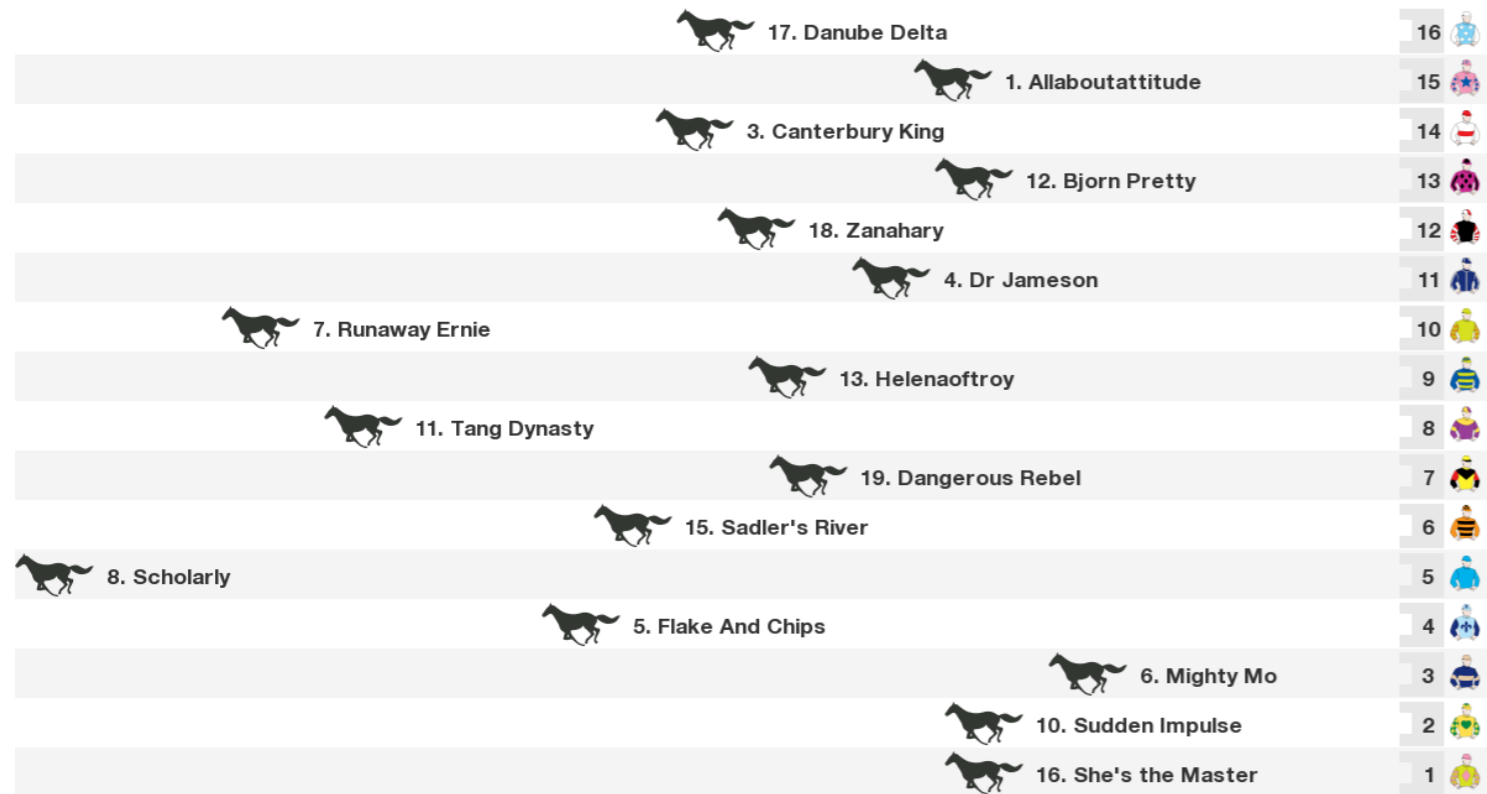 17. Danube Delta 16
1. Allaboutattitude 15
3. Canterbury King 14
12. Bjorn Pretty 13
18. Zanahary 12
4. Dr Jameson 11
7. Runaway Ernie 10
13. Helenaoftroy 9
11. Tang Dynasty 8
19. Dangerous Rebel 7
15. Sadler's River 6
8. Scholarly 5
5. Flake And Chips 4
6. Mighty Mo 3
10. Sudden Impulse 2
16. She's the Master 1